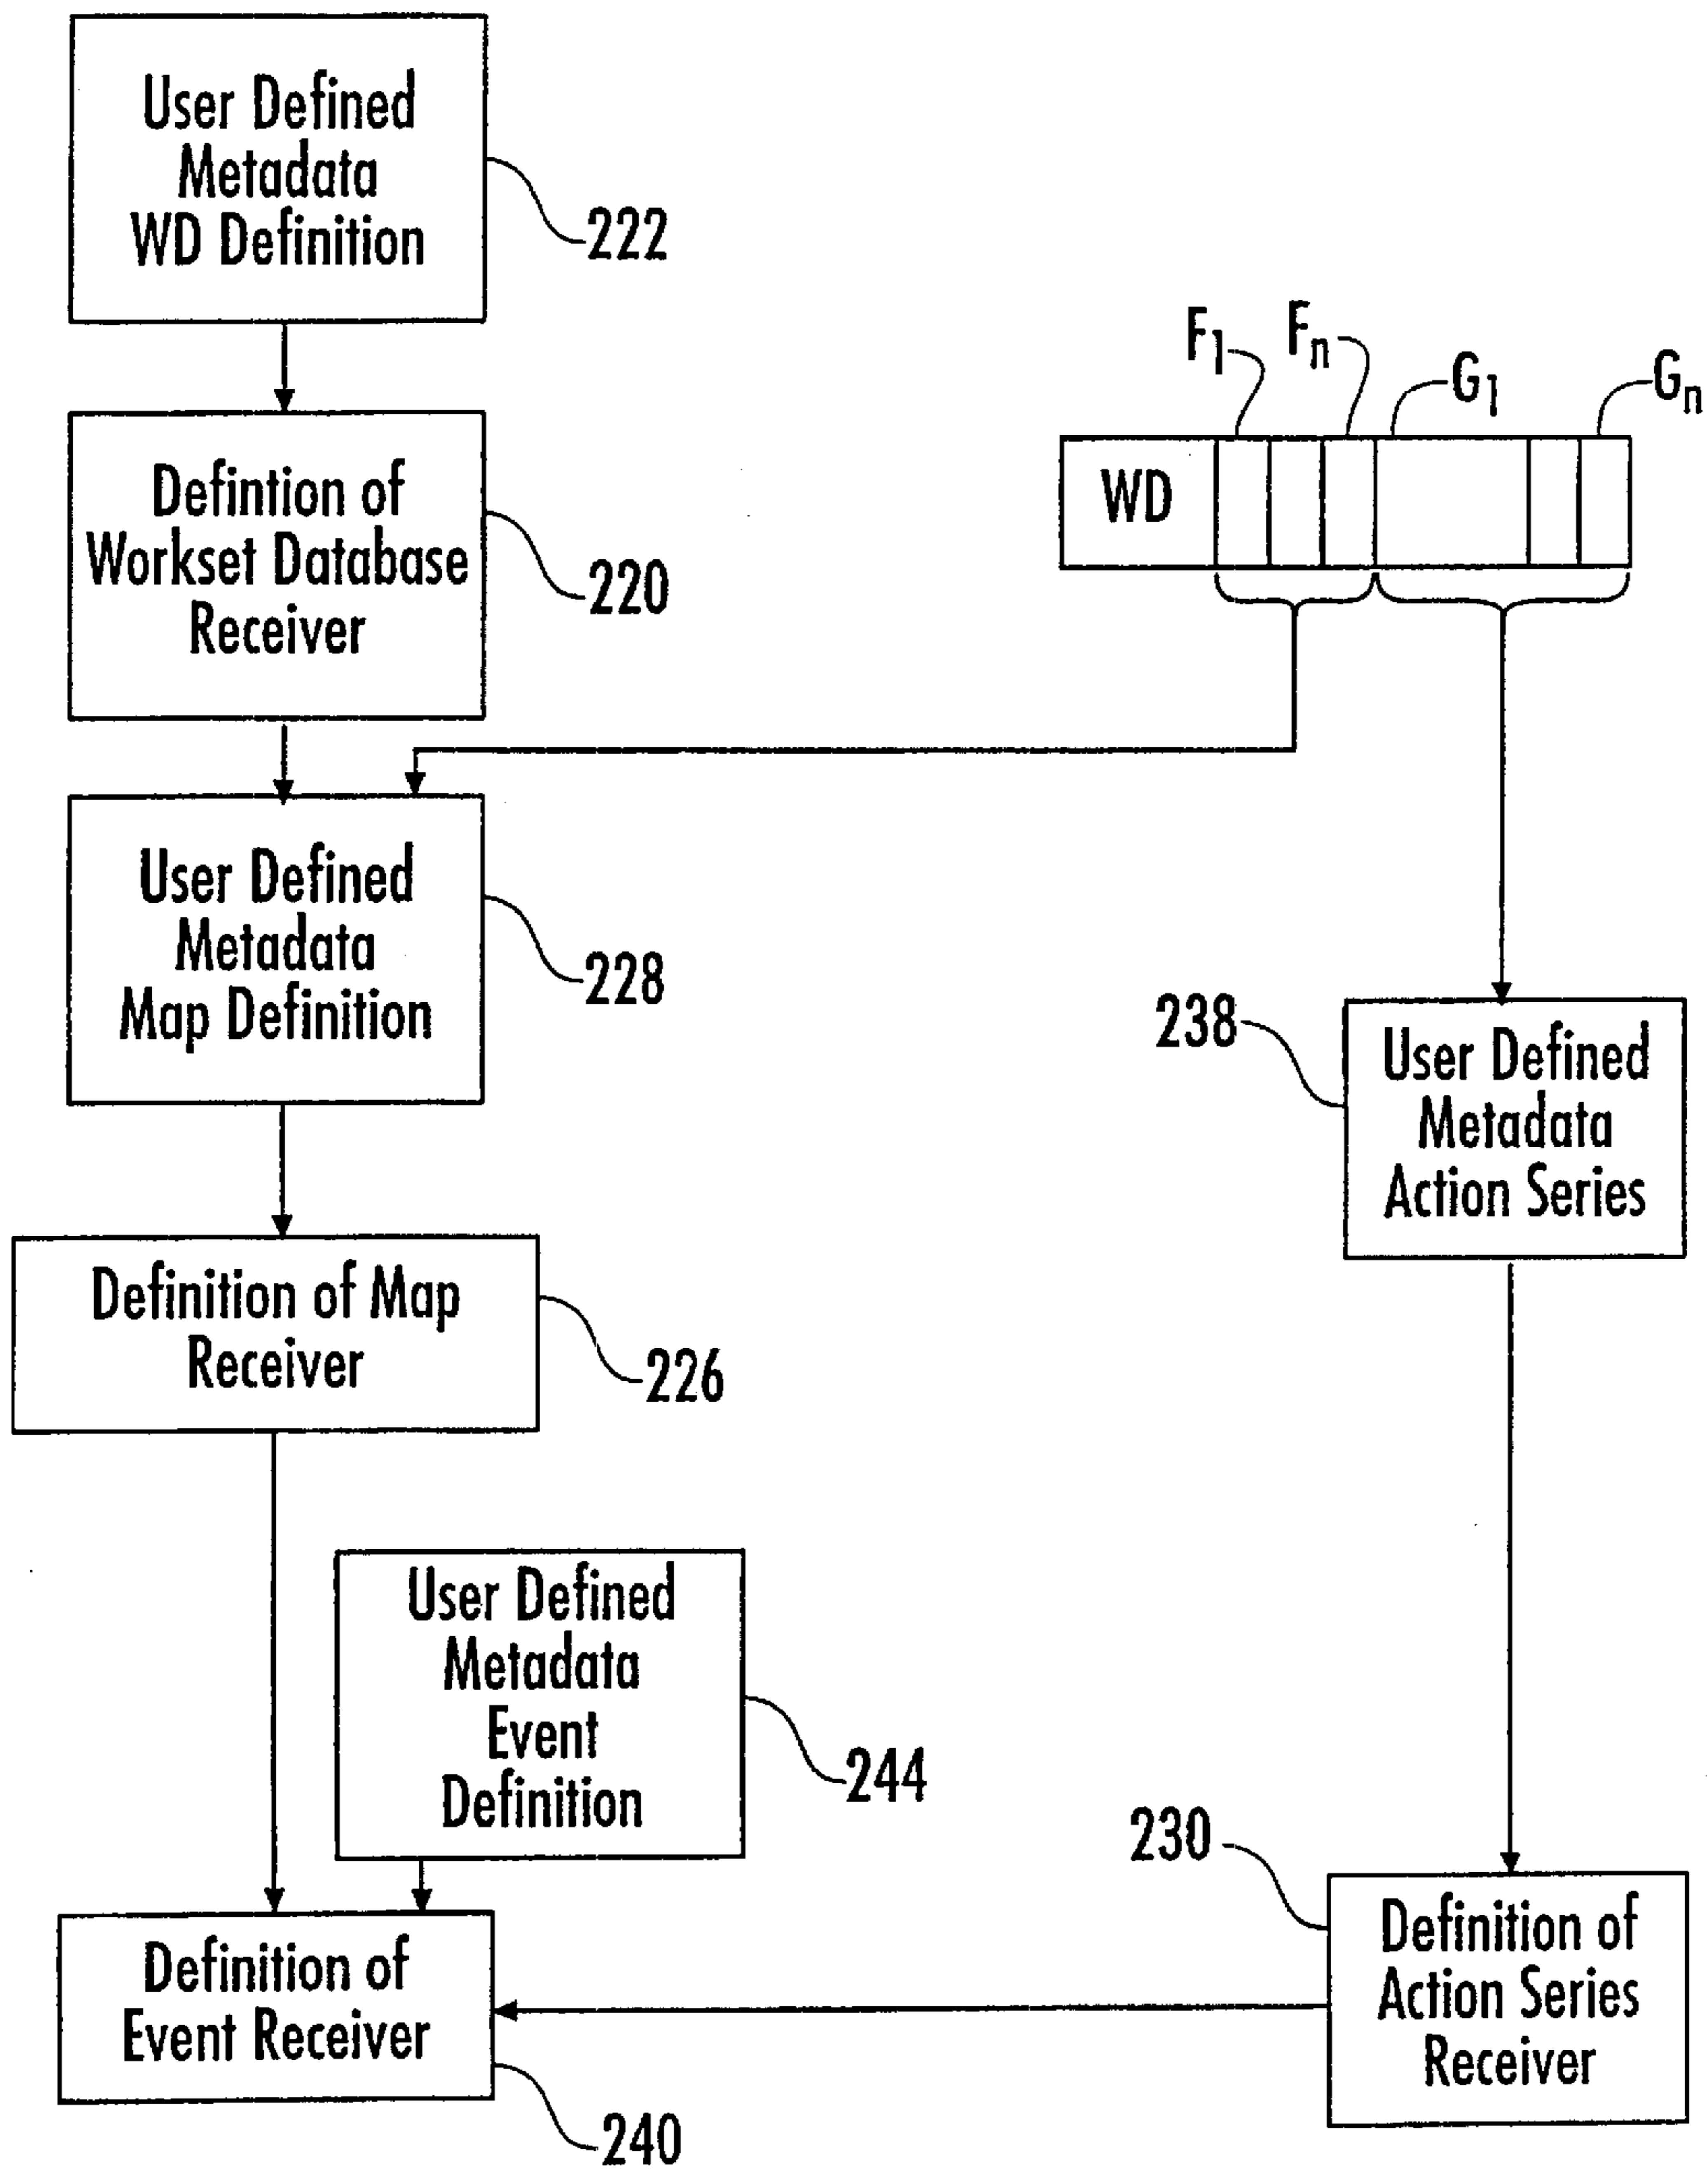 User Defined
Metadata
WD Definition
222
Defintion of
Workset Database
Receiver
220
F1
Fn
G1
Gn
WD
User Defined
Metadata
Map Definition
228
238
User Defined
Metadata
Action Series
Definition of Map
Receiver
226
User Defined
Metadata
Event
Definition
244
230
Definition of
Action Series
Receiver
Definition of
Event Receiver
240